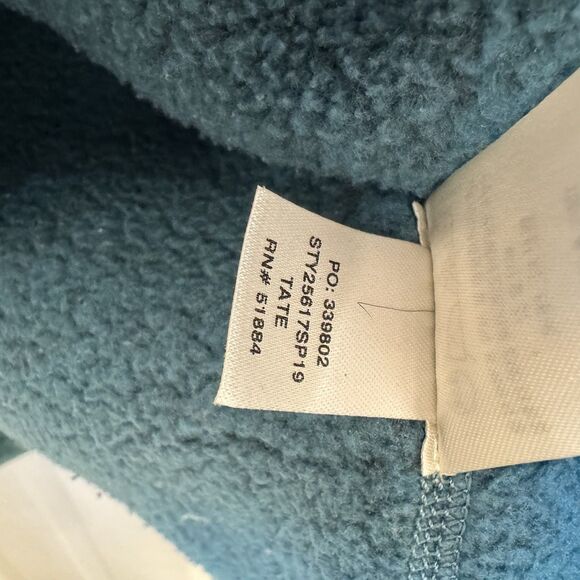 PO: 339802
STY25617SP19
TATE
RN# 51884